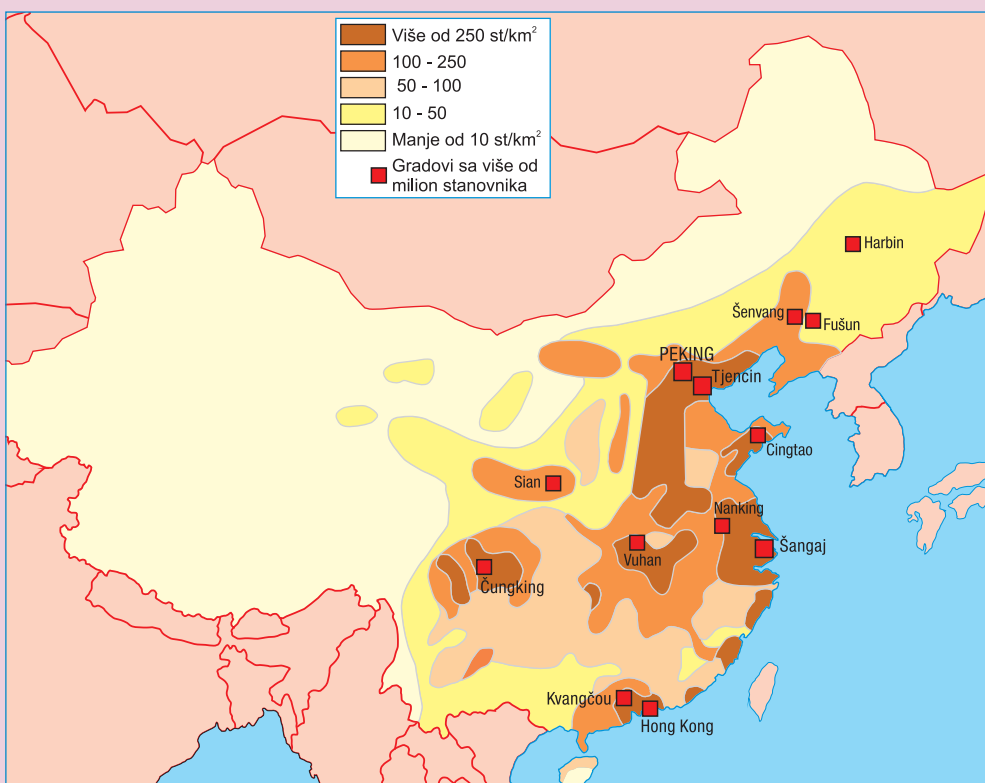 Više od 250 st/km²
100 - 250
50 - 100
10 - 50
Manje od 10 st/km²
Gradovi sa više od
milion stanovnika
Harbin
Šenvang
Fušun
PEKING
Tjencin
Cingtao
Sian
Nanking
Šangaj
Vuhan
Čungking
Kvangčou
Hong Kong